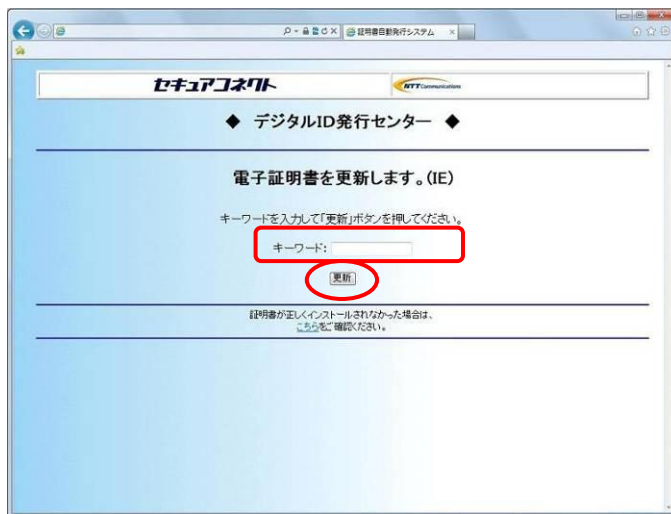 証明書自動発行システム
セキュアコネクト
NTT Communications
◆ デジタルID発行センター ◆
電子証明書を更新します。(IE)
キーワードを入力して「更新」ボタンを押してください。
キーワード:
更新
証明書が正しくインストールされなかった場合は、
こちらをご確認ください。